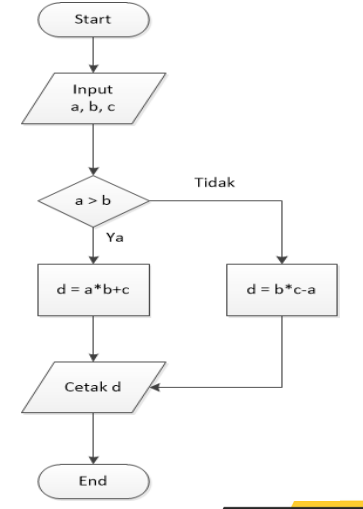 Start
Input
a, b, c
a > b
Tidak
Ya
d = a*b+c
d = b*c-a
Cetak d
End